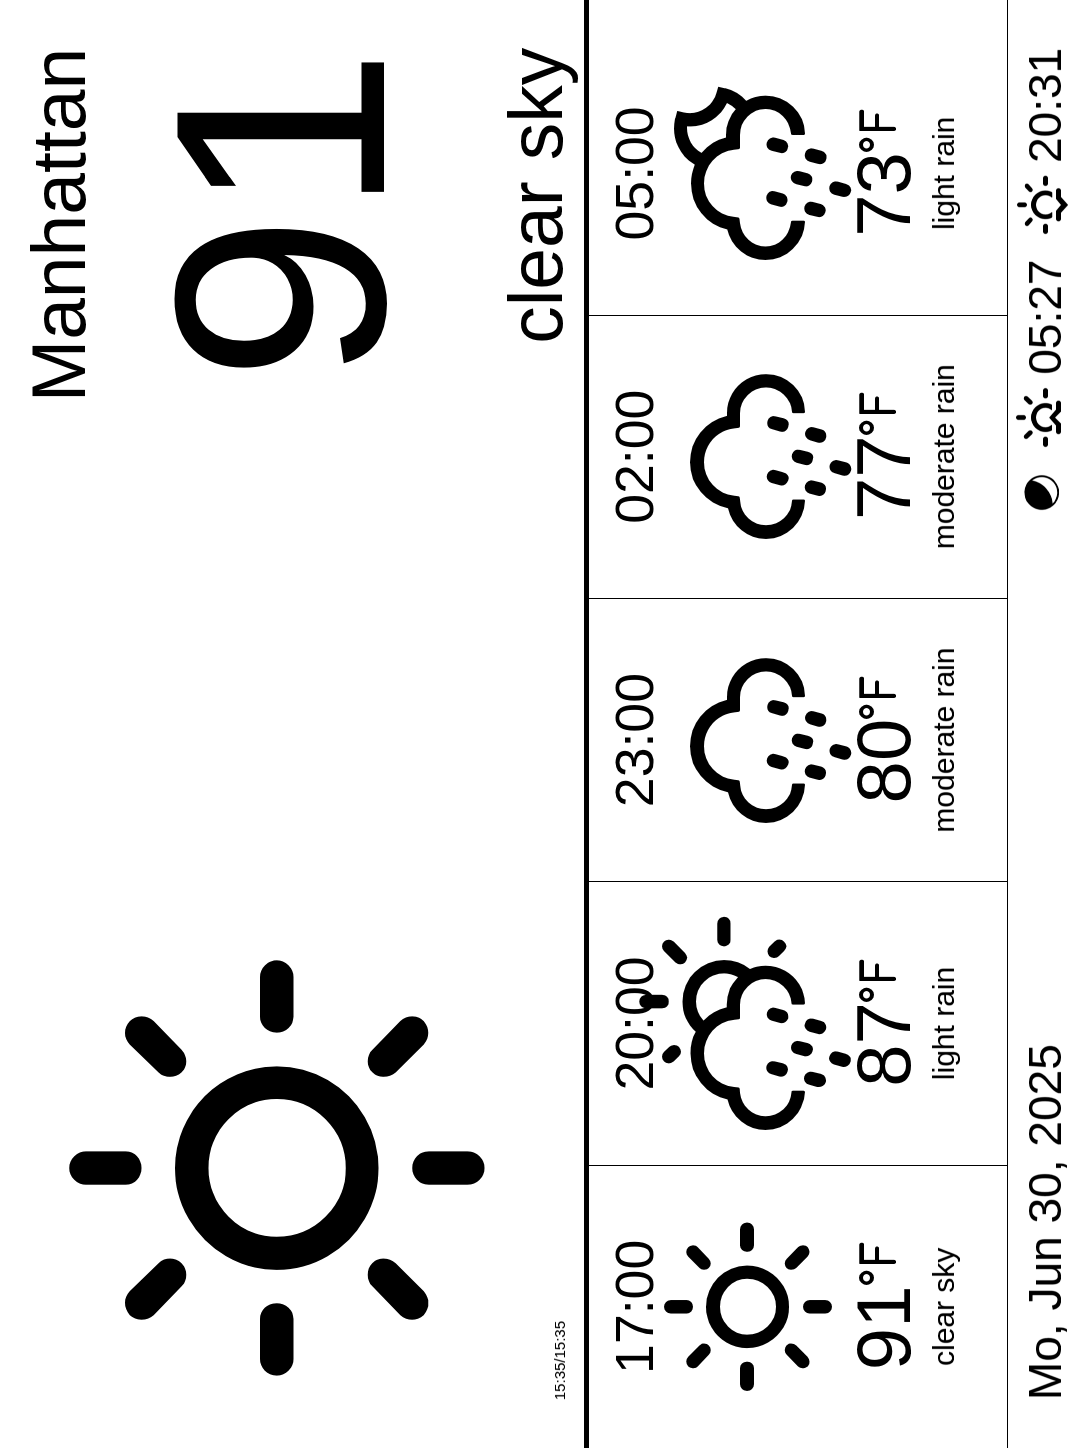 Manhattan
91
clear sky
15:35/15:35
17:00 20:00 23:00 02:00 05:00
91°F 87°F 80°F 77°F 73°F
clear sky light rain moderate rain moderate rain light rain
Mo, Jun 30, 2025 05:27 20:31